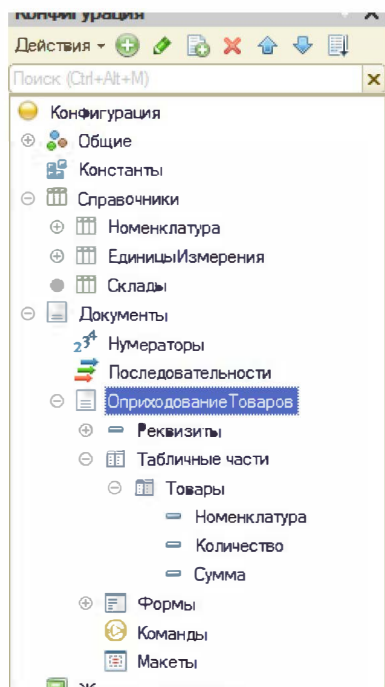 Конфигурация
Действия
Поиск (Ctrl+Alt+M)
Конфигурация
Общие
Константы
Справочники
Номенклатура
ЕдиницыИзмерения
Склады
Документы
Нумераторы
Последовательности
ОприходованиеТоваров
Реквизиты
Табличные части
Товары
Номенклатура
Количество
Сумма
Формы
Команды
Макеты